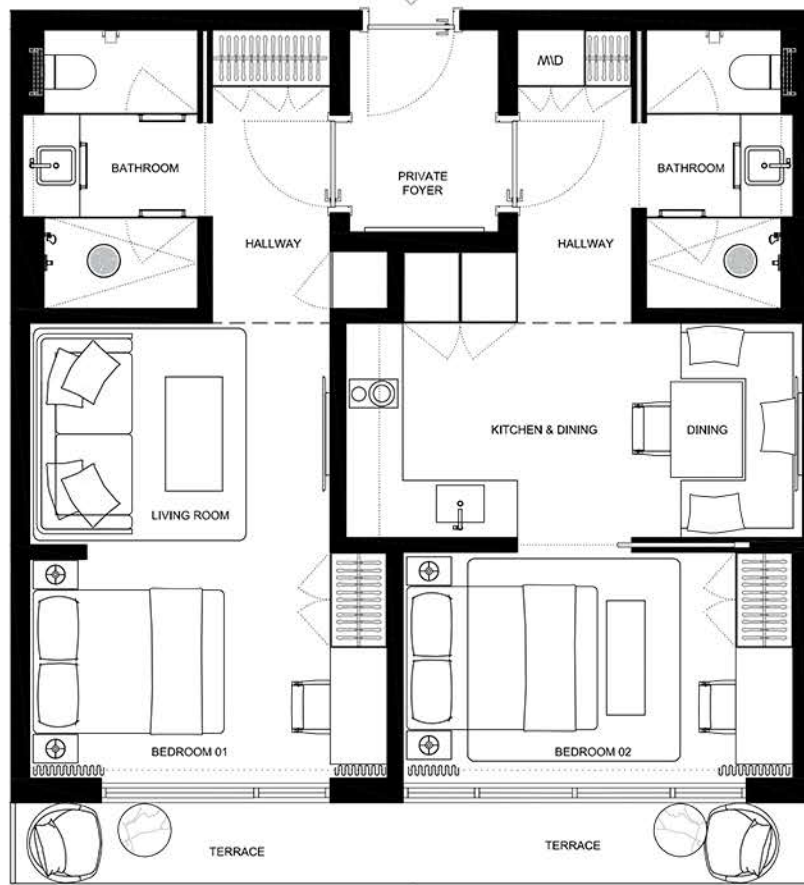 M\D
BATHROOM
PRIVATE
FOYER
BATHROOM
HALLWAY
HALLWAY
KITCHEN & DINING
DINING
LIVING ROOM
BEDROOM 01
BEDROOM 02
TERRACE
TERRACE